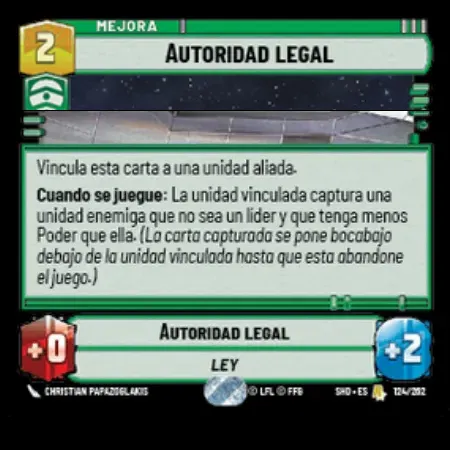 MEJORA
2
AUTORIDAD LEGAL
Vincula esta carta a una unidad aliada.
Cuando se juegue: La unidad vinculada captura una
unidad enemiga que no sea un líder y que tenga menos
Poder que ella. (La carta capturada se pone bocabajo
debajo de la unidad vinculada hasta que esta abandone
el juego.)
+0
AUTORIDAD LEGAL
+2
LEY
CHRISTIAN PAPAZOGLAKIS
© LFL © FFG
SHD • ES
124/262